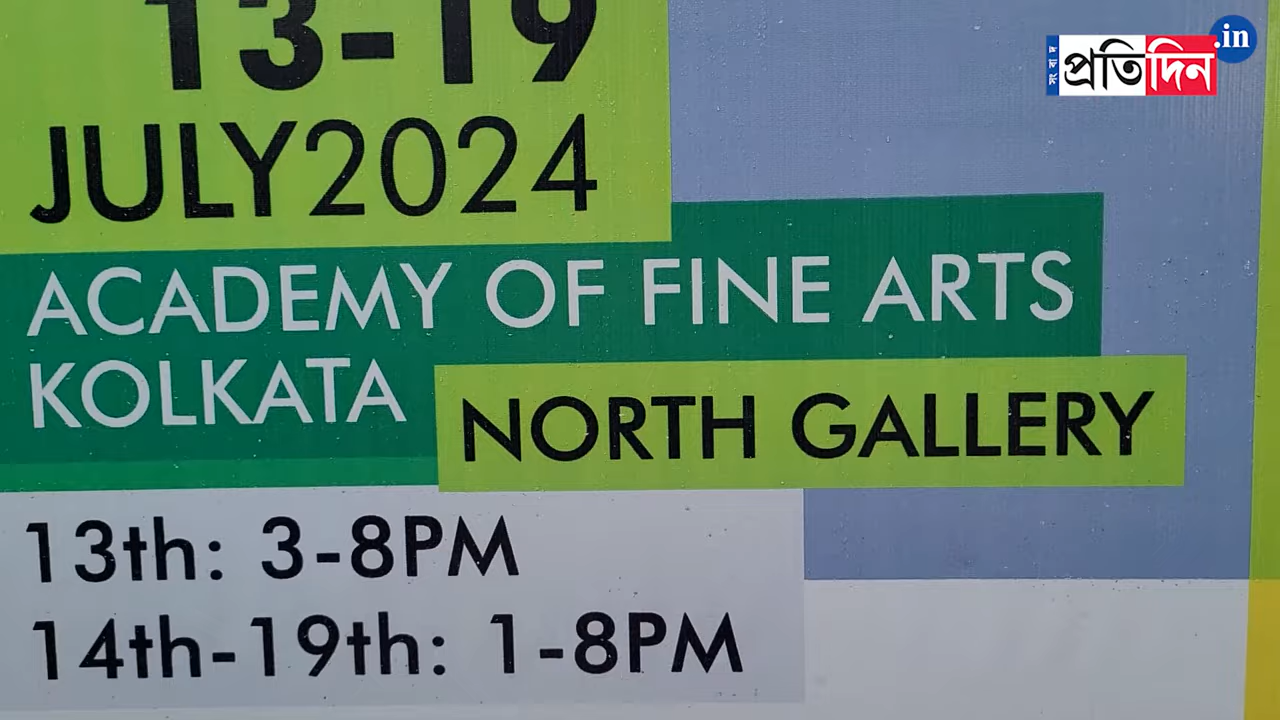 13-19
JULY2024
ACADEMY OF FINE ARTS
KOLKATA
NORTH GALLERY
13th: 3-8PM
14th-19th: 1-8PM
সংবাদ প্রতিদিন.in